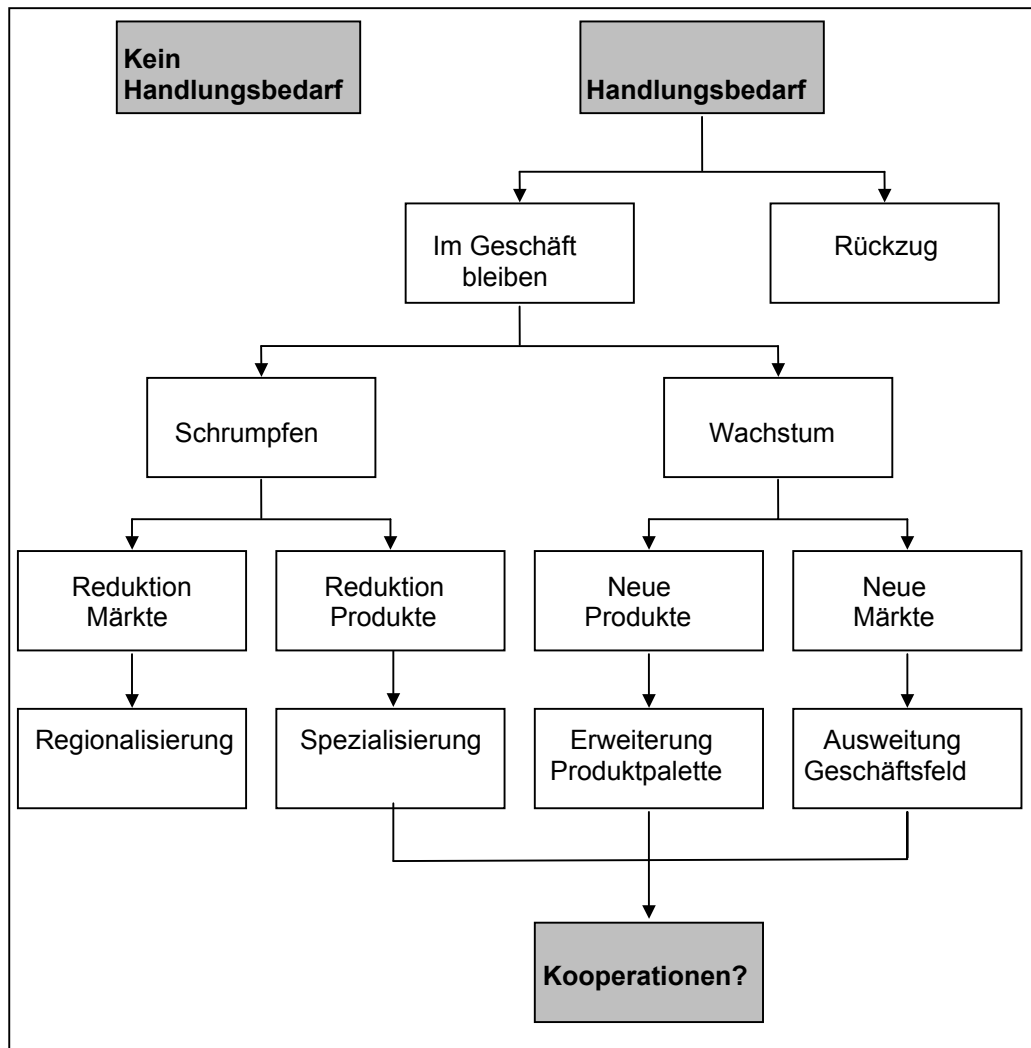 Kein
Handlungsbedarf
Handlungsbedarf
Im Geschäft
bleiben
Rückzug
Schrumpfen
Wachstum
Reduktion
Märkte
Reduktion
Produkte
Neue
Produkte
Neue
Märkte
Regionalisierung
Spezialisierung
Erweiterung
Produktpalette
Ausweitung
Geschäftsfeld
Kooperationen?